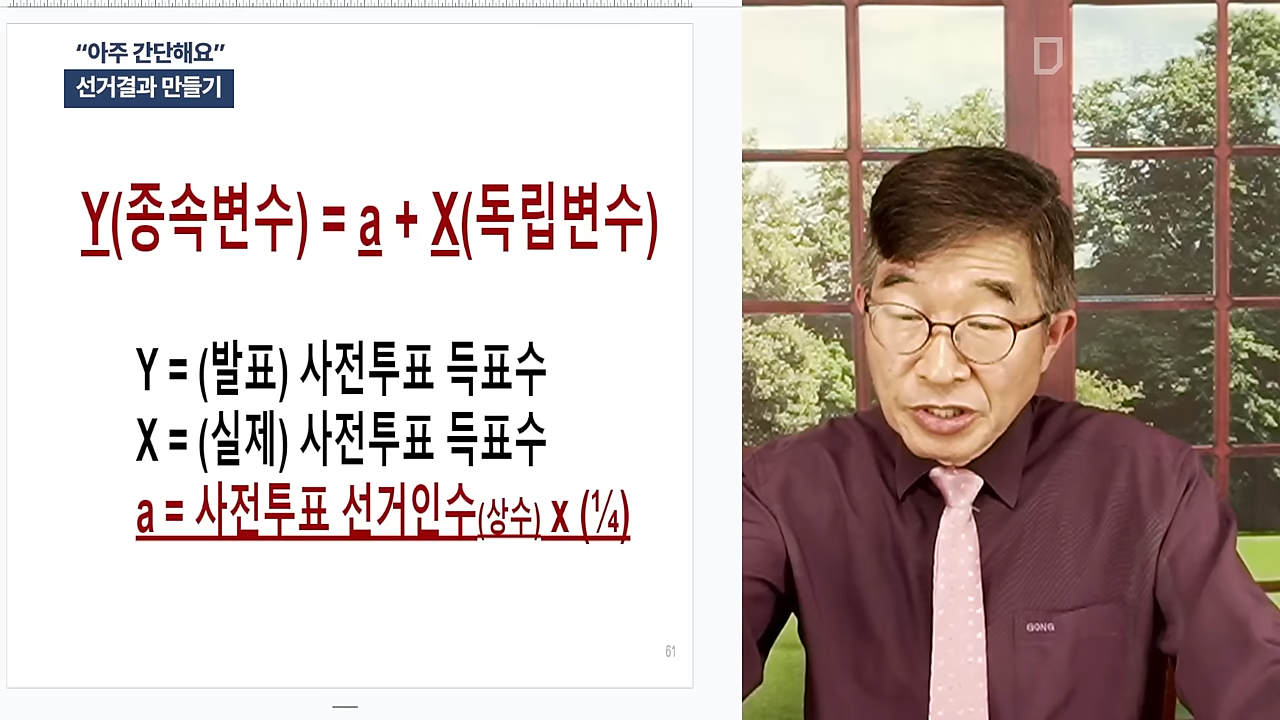 “아주 간단해요”
선거결과 만들기
Y(종속변수) = a + X(독립변수)
Y = (발표) 사전투표 득표수
X = (실제) 사전투표 득표수
a = 사전투표 선거인수(상수) x (¼)
61
GONG